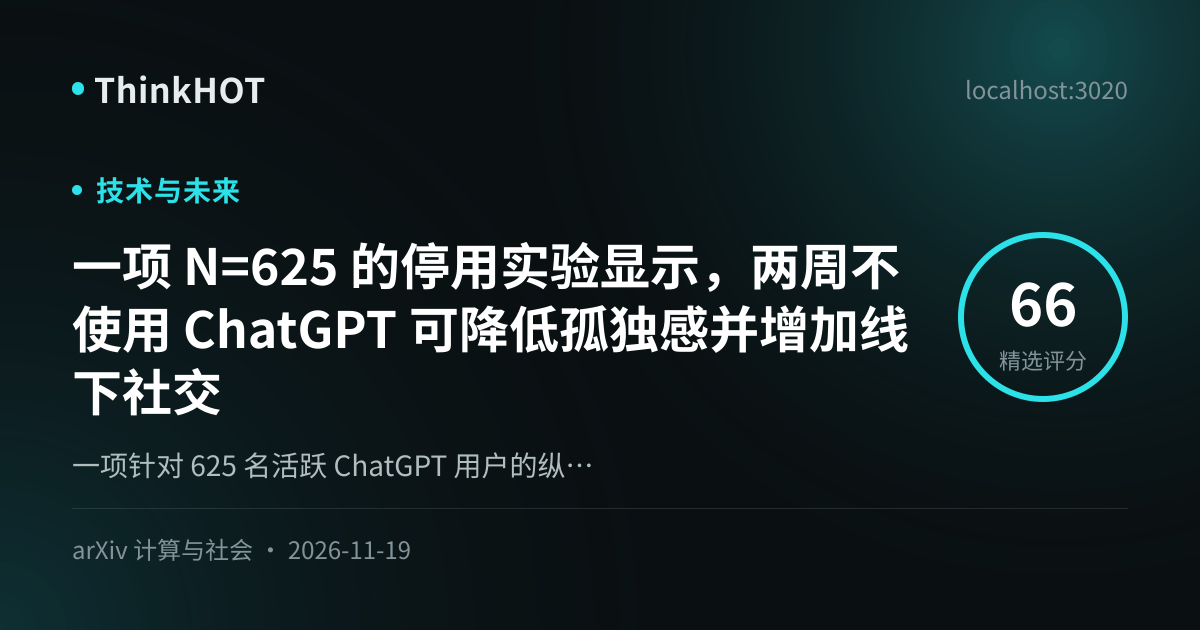 ThinkHOT
localhost:3020
技术与未来
一项 N=625 的停用实验显示，两周不
使用 ChatGPT 可降低孤独感并增加线
下社交
66
精选评分
一项针对 625 名活跃 ChatGPT 用户的纵…
arXiv 计算与社会 · 2026-11-19